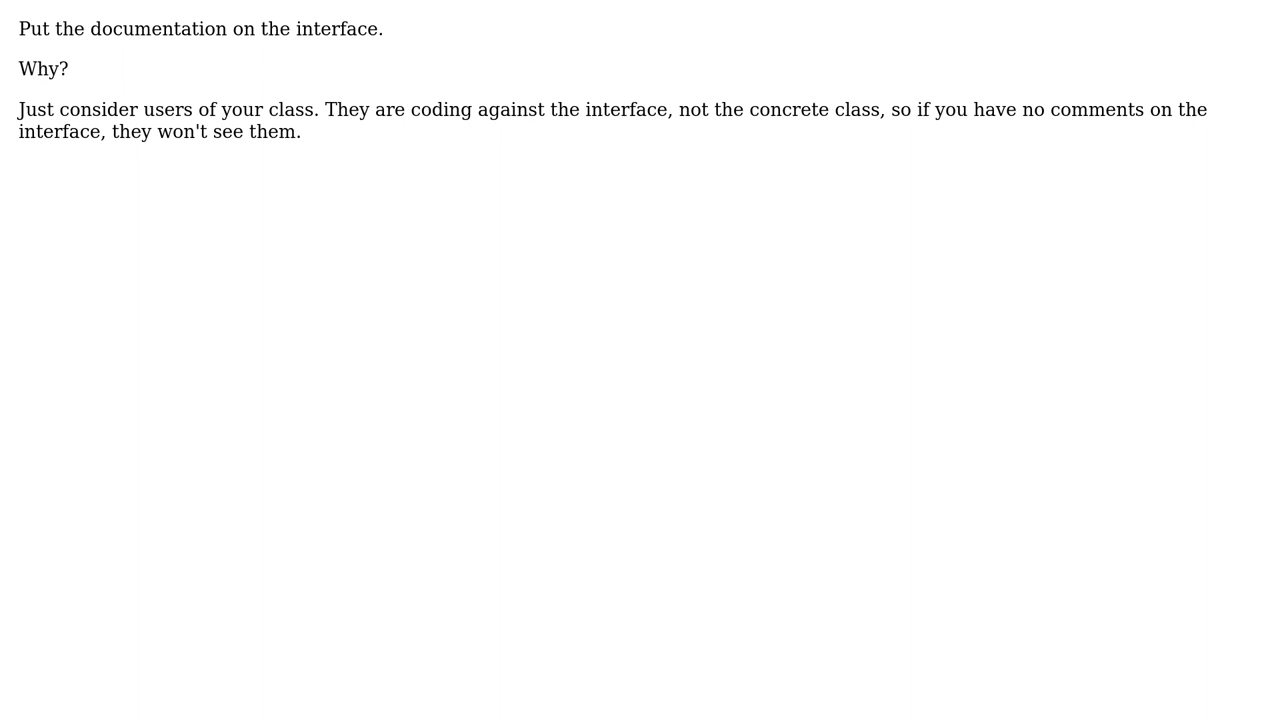 Put the documentation on the interface.
Why?
Just consider users of your class. They are coding against the interface, not the concrete class, so if you have no comments on the
interface, they won't see them.